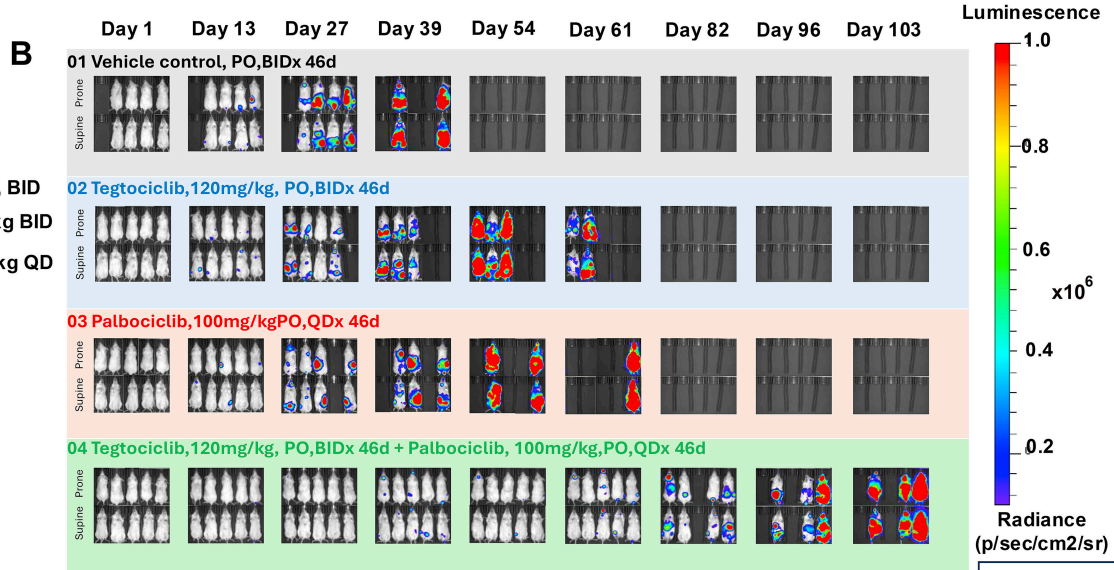 B
Day 1 Day 13 Day 27 Day 39 Day 54 Day 61 Day 82 Day 96 Day 103
Luminescence
01 Vehicle control, PO,BIDx 46d
Prone
Supine
, BID
kg BID
kg QD
02 Tegtociclib,120mg/kg, PO,BIDx 46d
Prone
Supine
03 Palbociclib,100mg/kgPO,QDx 46d
Prone
Supine
04 Tegtociclib,120mg/kg, PO,BIDx 46d + Palbociclib, 100mg/kg,PO,QDx 46d
Prone
Supine
1.0
0.8
0.6
x10⁶
0.4
0.2
Radiance
(p/sec/cm2/sr)